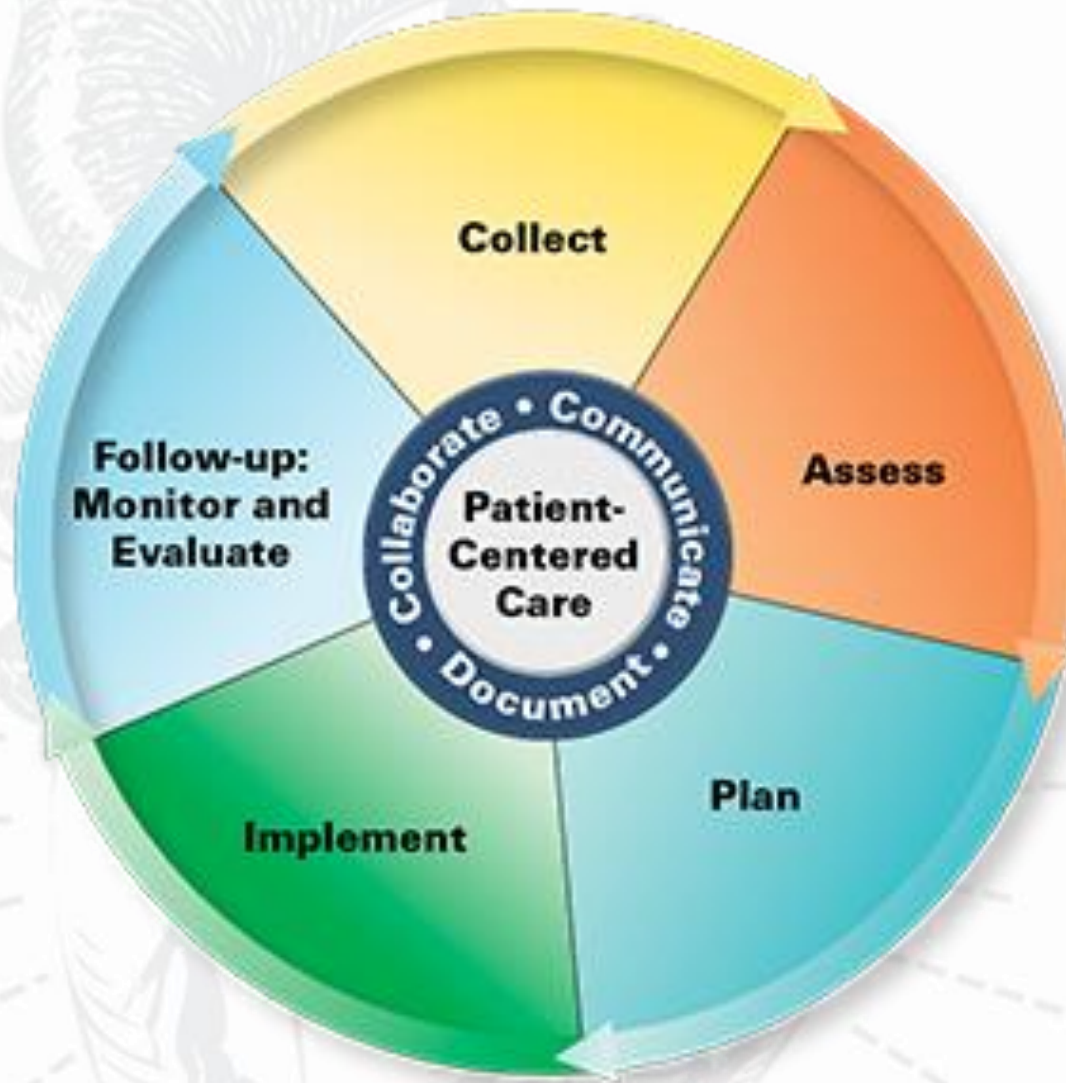 Collect
Assess
Plan
Implement
Follow-up:
Monitor and
Evaluate
Collaborate • Communicate • Document •
Patient-
Centered
Care